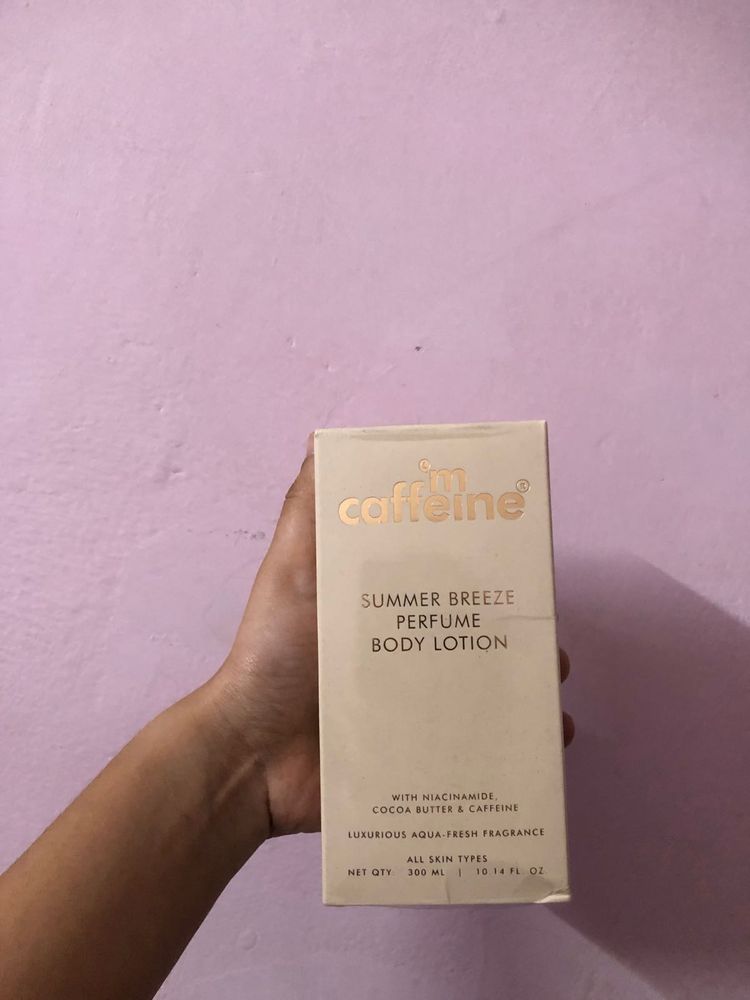 m
caffeine®
SUMMER BREEZE
PERFUME
BODY LOTION
WITH NIACINAMIDE,
COCOA BUTTER & CAFFEINE
LUXURIOUS AQUA-FRESH FRAGRANCE
ALL SKIN TYPES
NET QTY: 300 ML | 10.14 FL. OZ